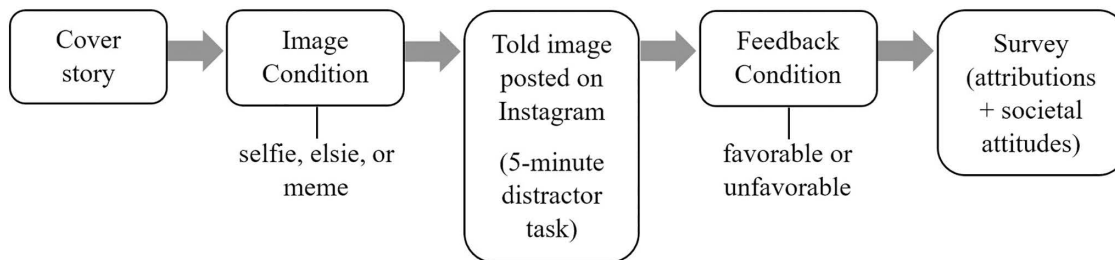 Cover
story
Image
Condition
selfie, elsie, or
meme
Told image
posted on
Instagram
(5-minute
distractor
task)
Feedback
Condition
favorable or
unfavorable
Survey
(attributions
+ societal
attitudes)